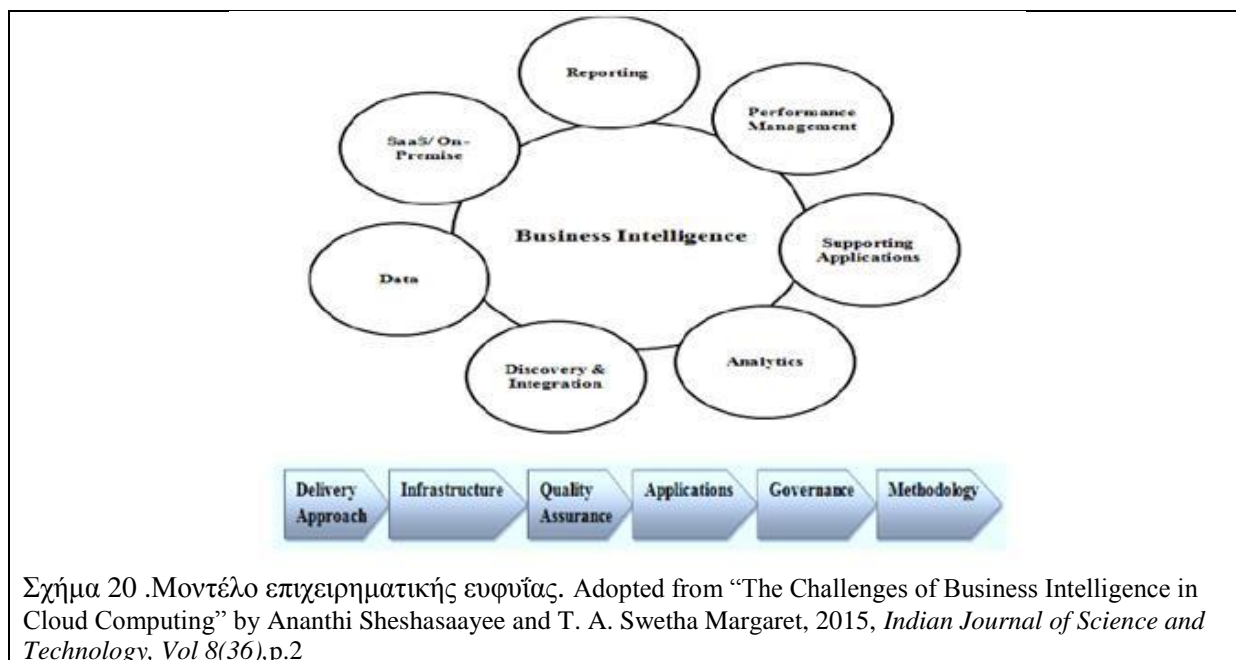 Reporting
Performance
Management
SaaS/On-
Premise
Business Intelligence
Supporting
Applications
Data
Discovery &
Integration
Analytics
Delivery
Approach
Infrastructure
Quality
Assurance
Applications
Governance
Methodology
Σχήμα 20 .Μοντέλο επιχειρηματικής ευφυΐας. Adopted from “The Challenges of Business Intelligence in
Cloud Computing” by Ananthi Sheshasaayee and T. A. Swetha Margaret, 2015, Indian Journal of Science and
Technology, Vol 8(36),p.2